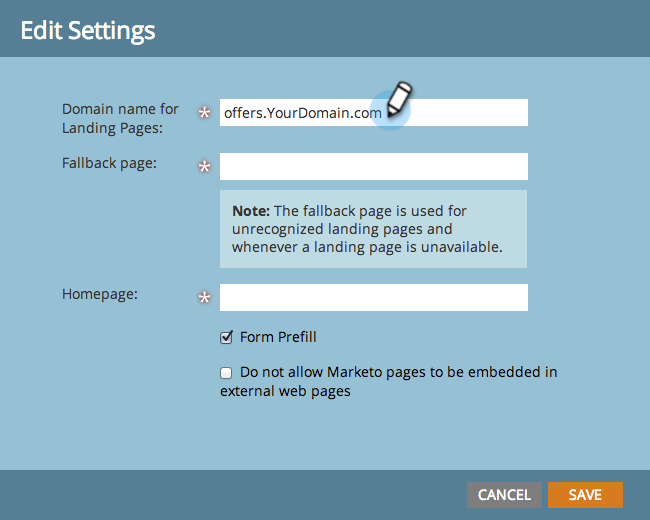 Edit Settings
Domain name for
Landing Pages:
* offers.YourDomain.com
Fallback page:
*
Note: The fallback page is used for
unrecognized landing pages and
whenever a landing page is unavailable.
Homepage:
*
Form Prefill
Do not allow Marketo pages to be embedded in
external web pages
CANCEL
SAVE